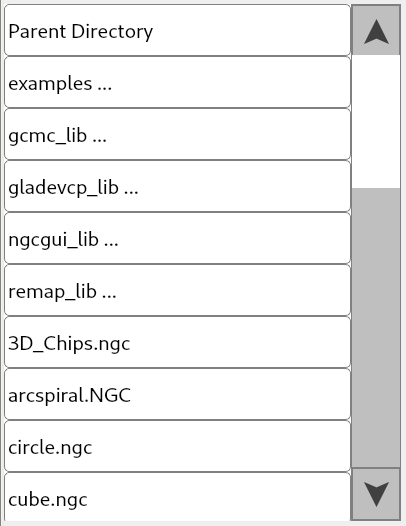 Parent Directory
examples ...
gcmc_lib ...
gladevcp_lib ...
ngcgui_lib ...
remap_lib ...
3D_Chips.ngc
arcspiral.NGC
circle.ngc
cube.ngc